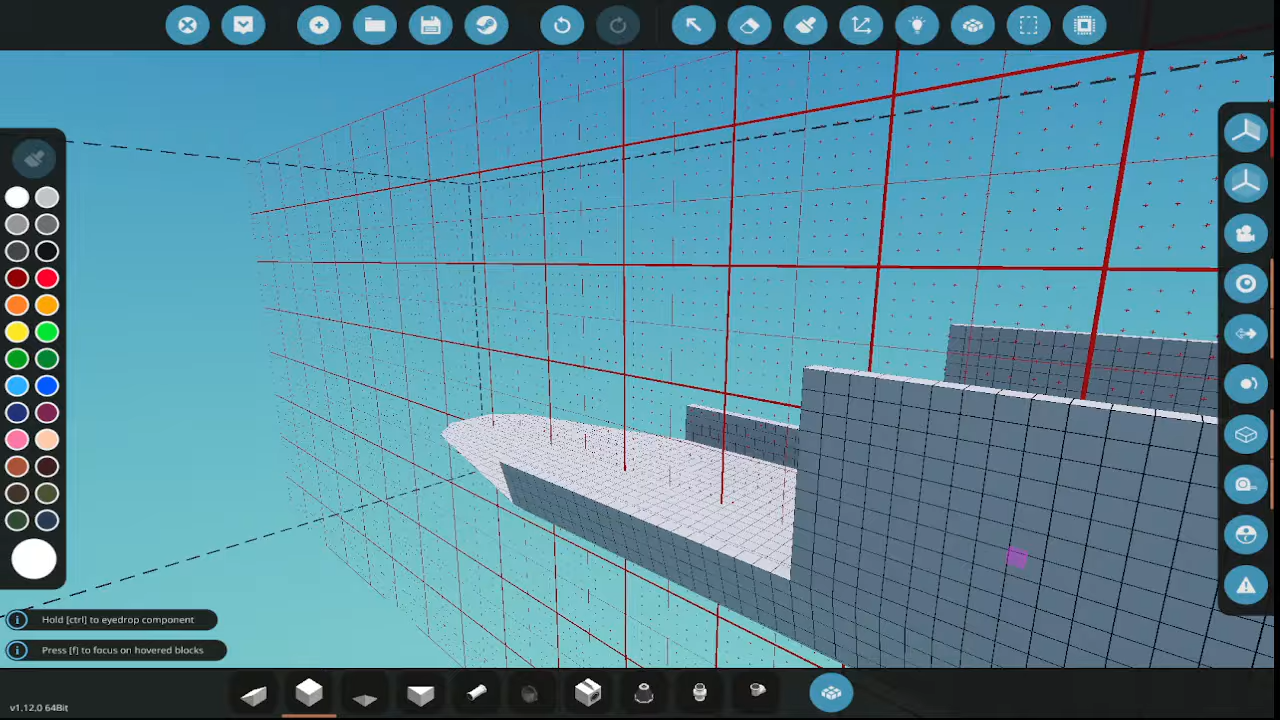 Hold [ctrl] to eyedrop component
Press [f] to focus on hovered blocks
v1.12.0 64Bit